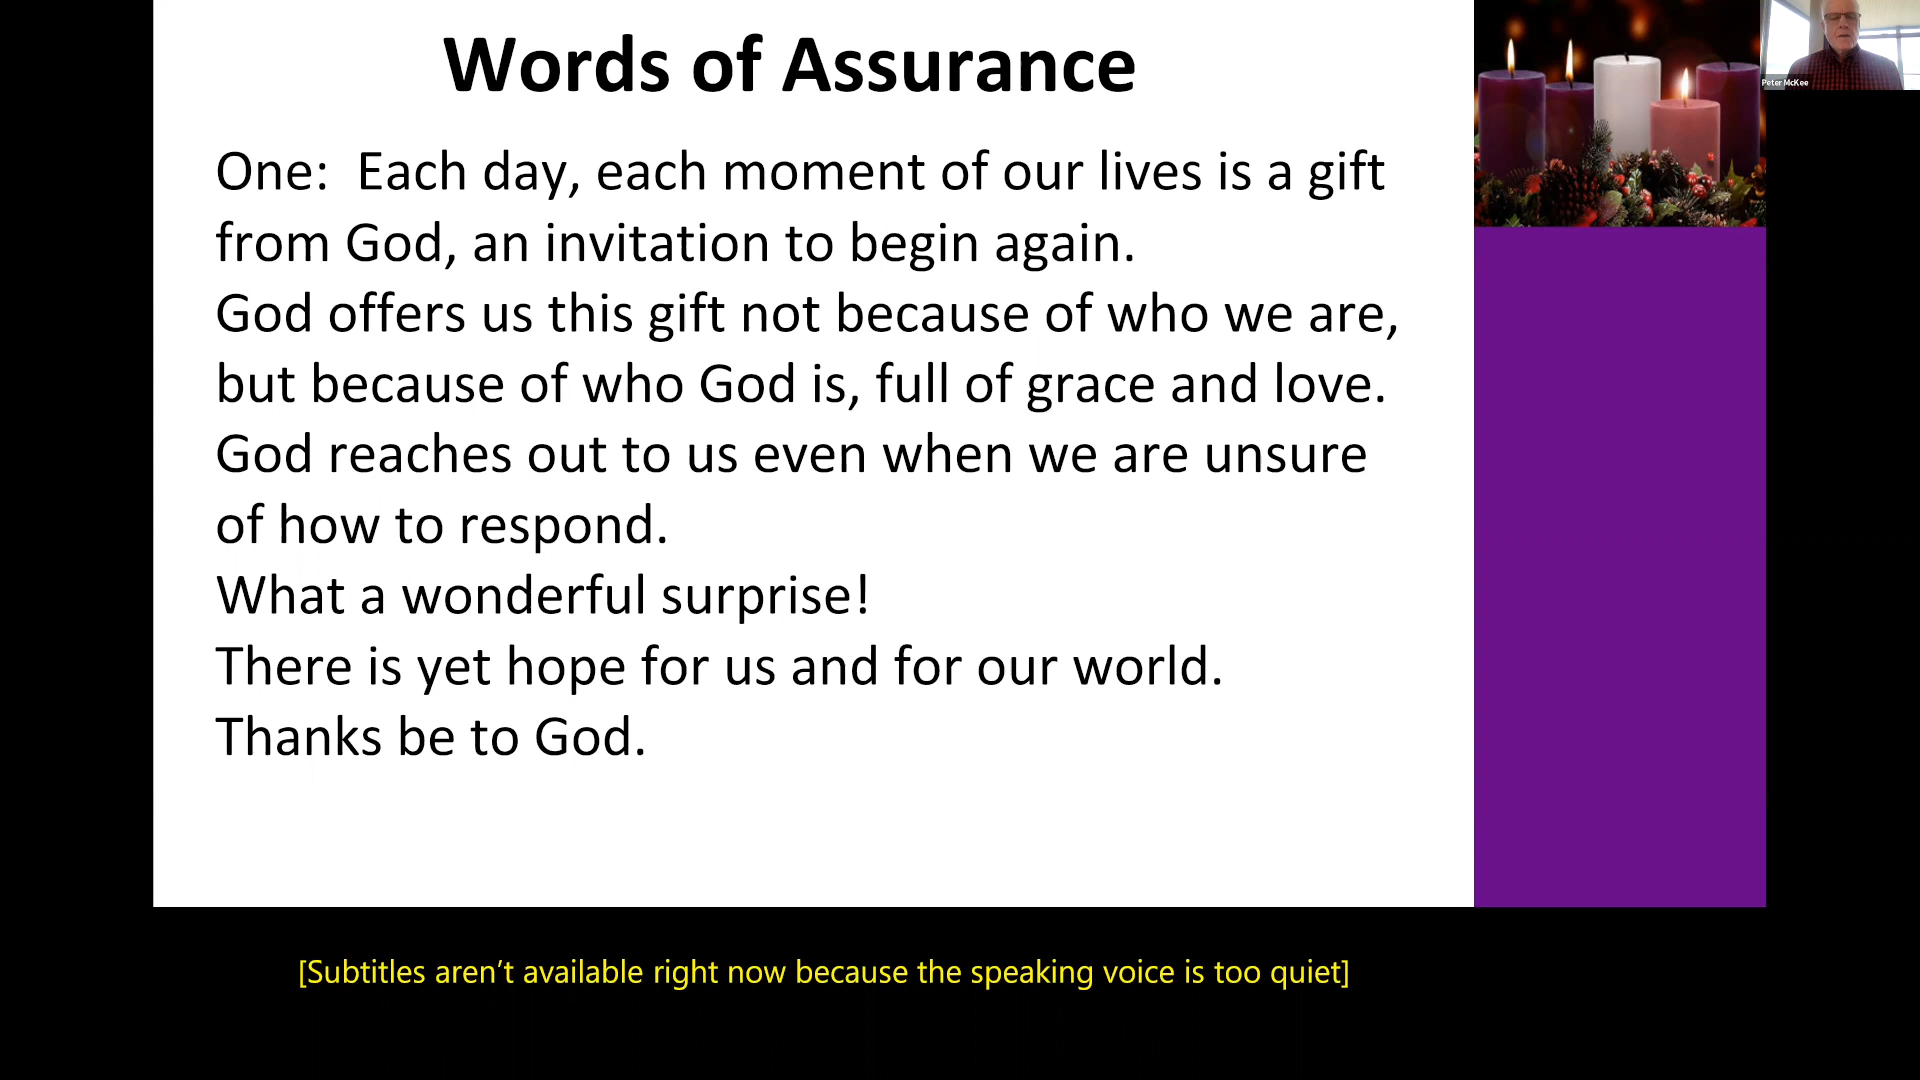 Words of Assurance
One:  Each day, each moment of our lives is a gift
from God, an invitation to begin again.
God offers us this gift not because of who we are,
but because of who God is, full of grace and love.
God reaches out to us even when we are unsure
of how to respond.
What a wonderful surprise!
There is yet hope for us and for our world.
Thanks be to God.
Peter McKee
[Subtitles aren’t available right now because the speaking voice is too quiet]